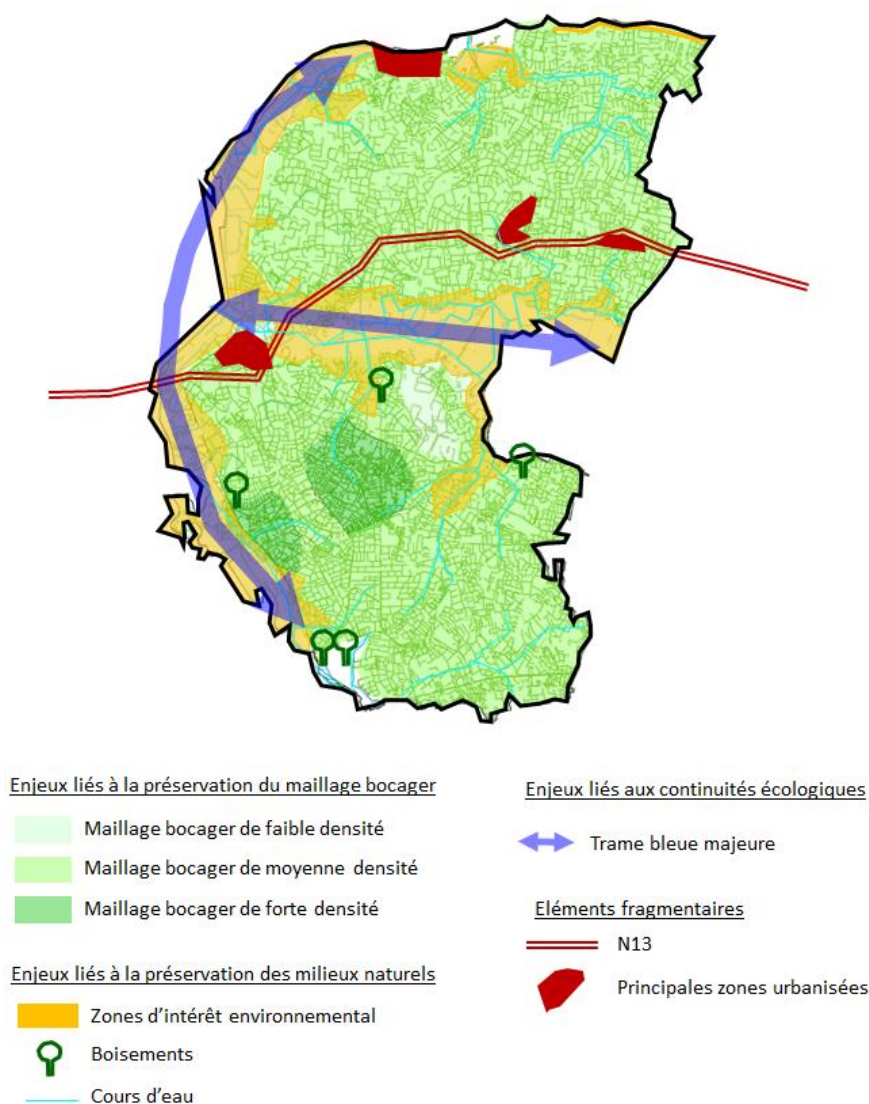 Enjeux liés à la préservation du maillage bocager
Maillage bocager de faible densité
Maillage bocager de moyenne densité
Maillage bocager de forte densité
Enjeux liés à la préservation des milieux naturels
Zones d'intérêt environnemental
Boisements
Cours d'eau
Enjeux liés aux continuités écologiques
Trame bleue majeure
Eléments fragmentaires
N13
Principales zones urbanisées